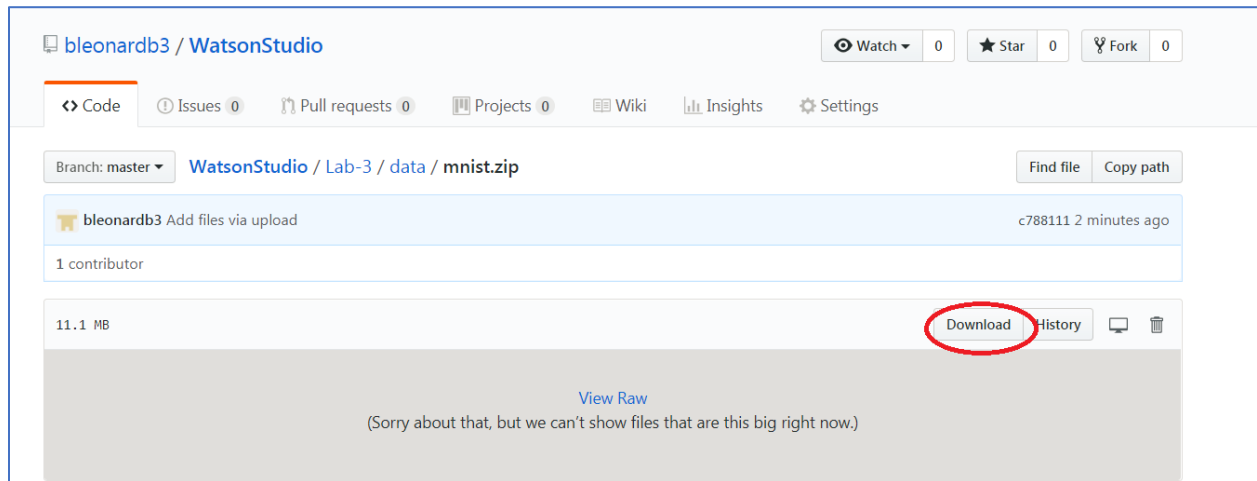 bleonardb3 / WatsonStudio Watch 0 Star 0 Fork 0
Code Issues 0 Pull requests 0 Projects 0 Wiki Insights Settings
Branch: master WatsonStudio / Lab-3 / data / mnist.zip Find file Copy path
bleonardb3 Add files via upload c788111 2 minutes ago
1 contributor
11.1 MB Download History
View Raw
(Sorry about that, but we can't show files that are this big right now.)